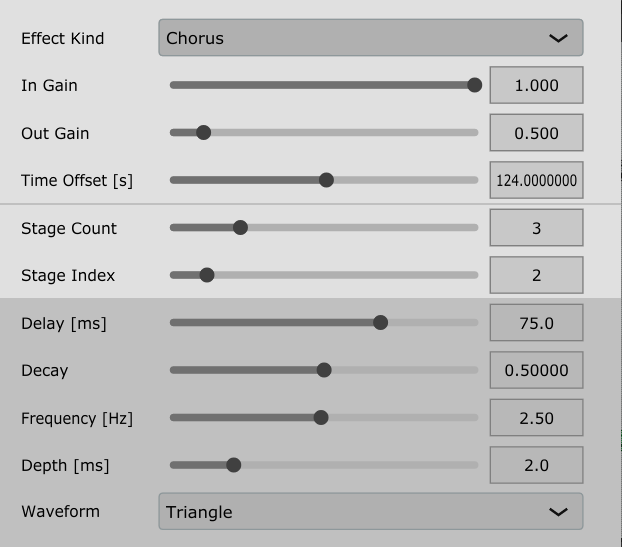 Effect Kind Chorus
In Gain 1.000
Out Gain 0.500
Time Offset [s] 124.0000000
Stage Count 3
Stage Index 2
Delay [ms] 75.0
Decay 0.50000
Frequency [Hz] 2.50
Depth [ms] 2.0
Waveform Triangle